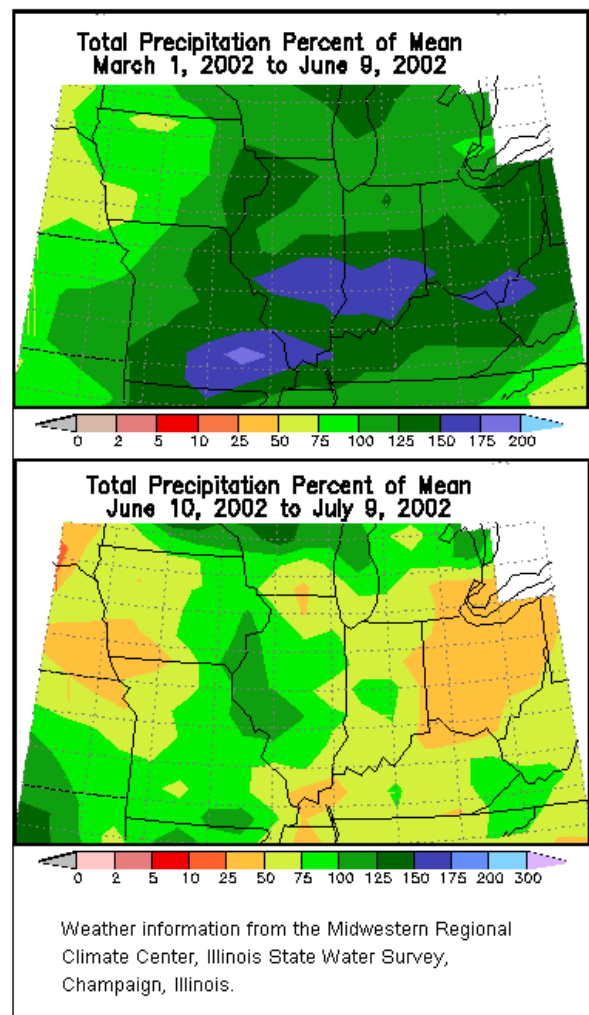 Total Precipitation Percent of Mean
March 1, 2002 to June 9, 2002
0 2 5 10 25 50 75 100 125 150 175 200
Total Precipitation Percent of Mean
June 10, 2002 to July 9, 2002
0 2 5 10 25 50 75 100 125 150 175 200 300
Weather information from the Midwestern Regional
Climate Center, Illinois State Water Survey,
Champaign, Illinois.